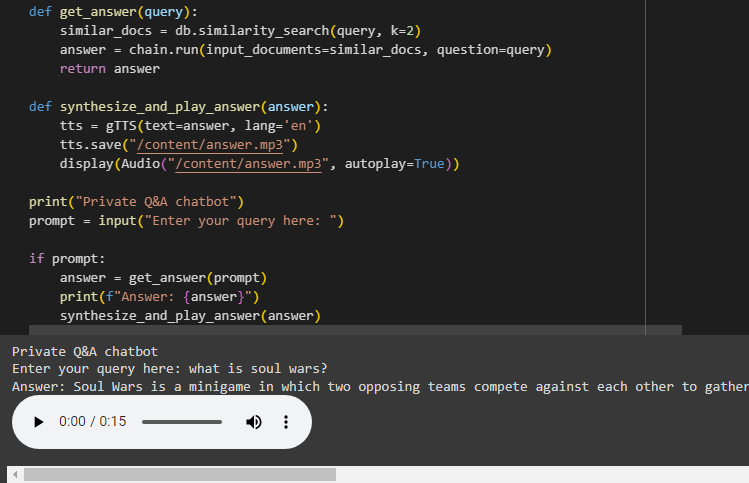 def get_answer(query):
    similar_docs = db.similarity_search(query, k=2)
    answer = chain.run(input_documents=similar_docs, question=query)
    return answer

def synthesize_and_play_answer(answer):
    tts = gTTS(text=answer, lang='en')
    tts.save("/content/answer.mp3")
    display(Audio("/content/answer.mp3", autoplay=True))

print("Private Q&A chatbot")
prompt = input("Enter your query here: ")

if prompt:
    answer = get_answer(prompt)
    print(f"Answer: {answer}")
    synthesize_and_play_answer(answer)
Private Q&A chatbot
Enter your query here: what is soul wars?
Answer: Soul Wars is a minigame in which two opposing teams compete against each other to gather
0:00 / 0:15